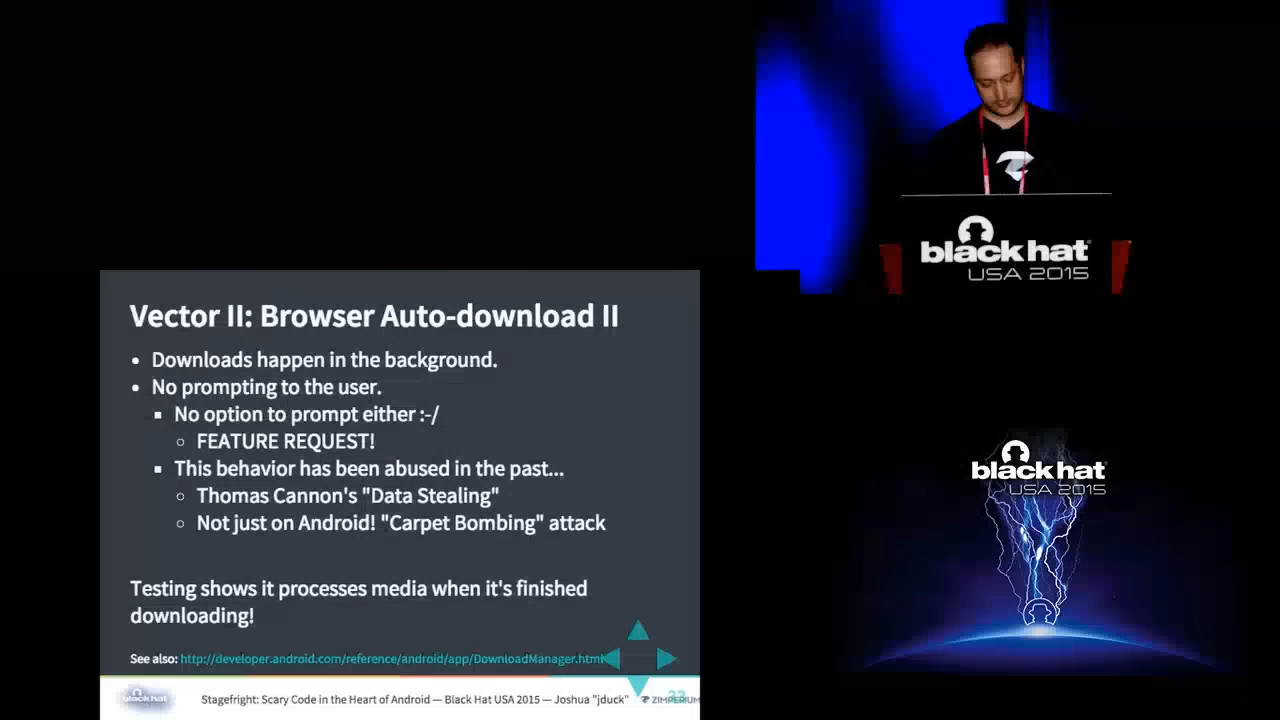 black hat
USA 2015
Vector II: Browser Auto-download II
• Downloads happen in the background.
• No prompting to the user.
▪ No option to prompt either :-/
○ FEATURE REQUEST!
▪ This behavior has been abused in the past...
○ Thomas Cannon's "Data Stealing"
○ Not just on Android! "Carpet Bombing" attack
Testing shows it processes media when it's finished
downloading!
See also: http://developer.android.com/reference/android/app/DownloadManager.html
black hat
Stagefright: Scary Code in the Heart of Android — Black Hat USA 2015 — Joshua "jduck"
ZIMPERIUM
black hat
USA 2015